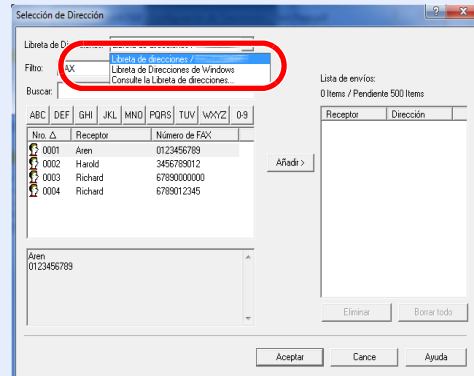 Selección de Dirección
Libreta de Di
Libreta de direcciones /
Libreta de direcciones /
Libreta de Direcciones de Windows
Consulte la Libreta de direcciones...
Filtro: AX
Buscar:
Lista de envíos:
0 Items / Pendiente 500 Items
ABC DEF GHI JKL MNO PQRS TUV WXYZ 0-9
Nro. Receptor Número de FAX
0001 Aren 0123456789
0002 Harold 3456789012
0003 Richard 67890000000
0004 Richard 6789012345
Añadir >
Receptor Dirección
Aren
0123456789
Eliminar Borrar todo
Aceptar Cance Ayuda